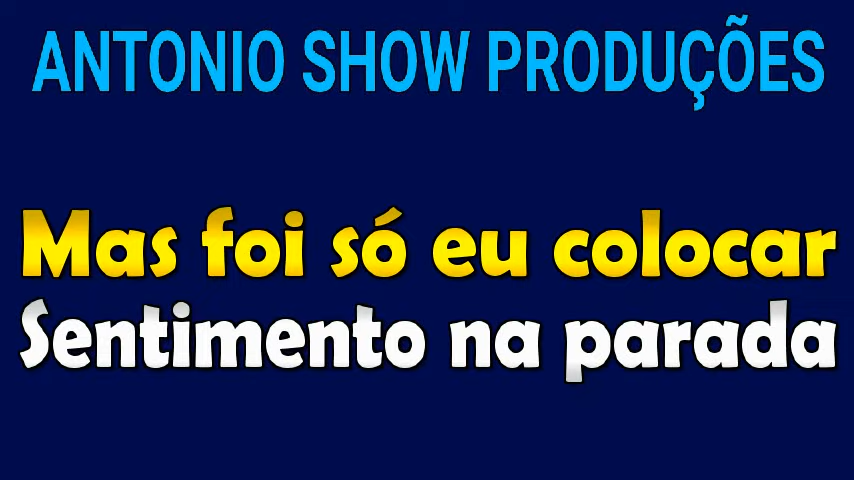 ANTONIO SHOW PRODUÇÕES
Mas foi só eu colocar
Sentimento na parada